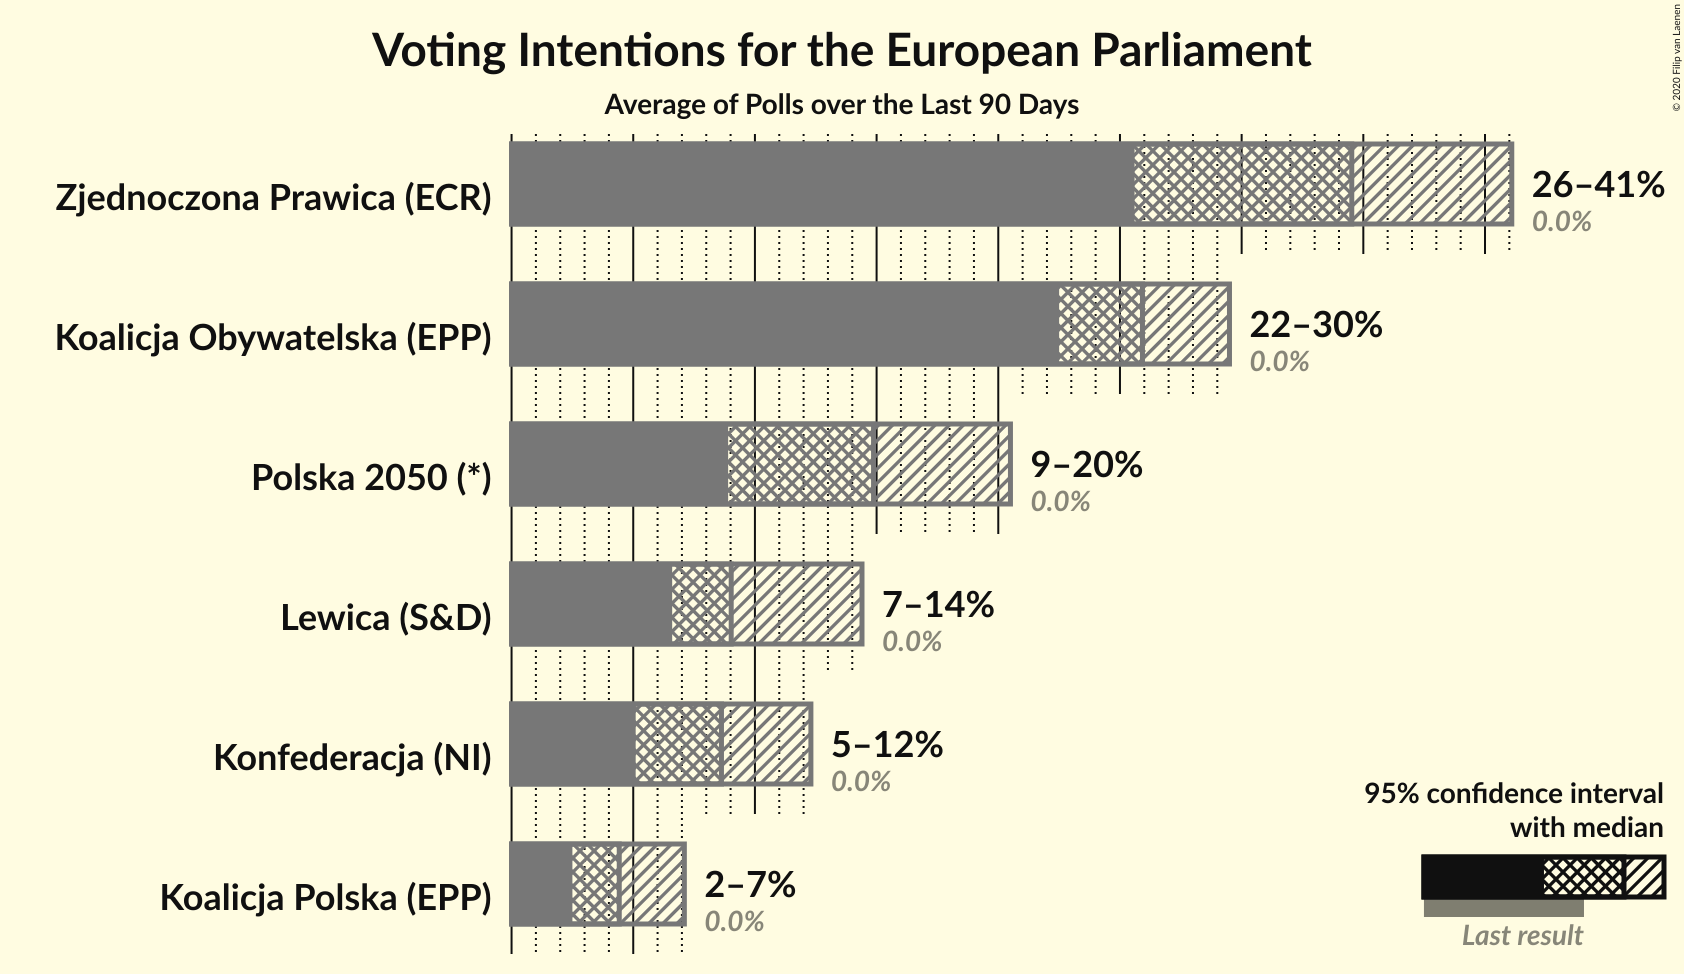 Voting Intentions for the European Parliament
Average of Polls over the Last 90 Days
© 2020 Filip van Laenen
Zjednoczona Prawica (ECR)
26–41%
0.0%
Koalicja Obywatelska (EPP)
22–30%
0.0%
Polska 2050 (*)
9–20%
0.0%
Lewica (S&D)
7–14%
0.0%
Konfederacja (NI)
5–12%
0.0%
Koalicja Polska (EPP)
2–7%
0.0%
95% confidence interval
with median
Last result